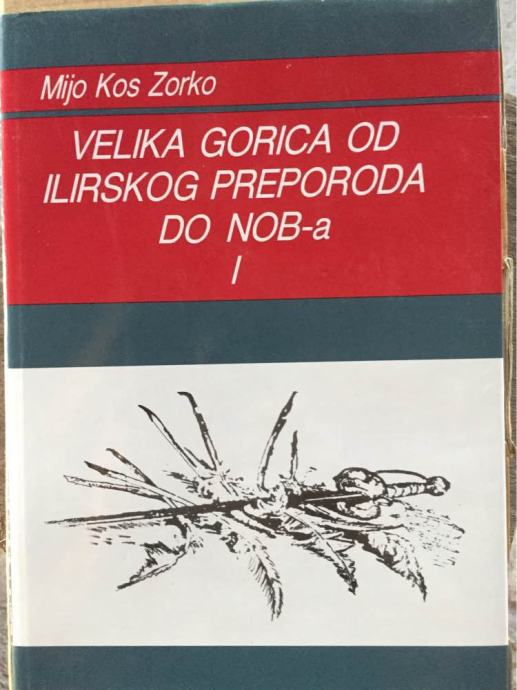 Mijo Kos Zorko
VELIKA GORICA OD
ILIRSKOG PREPORODA
DO NOB-a
I